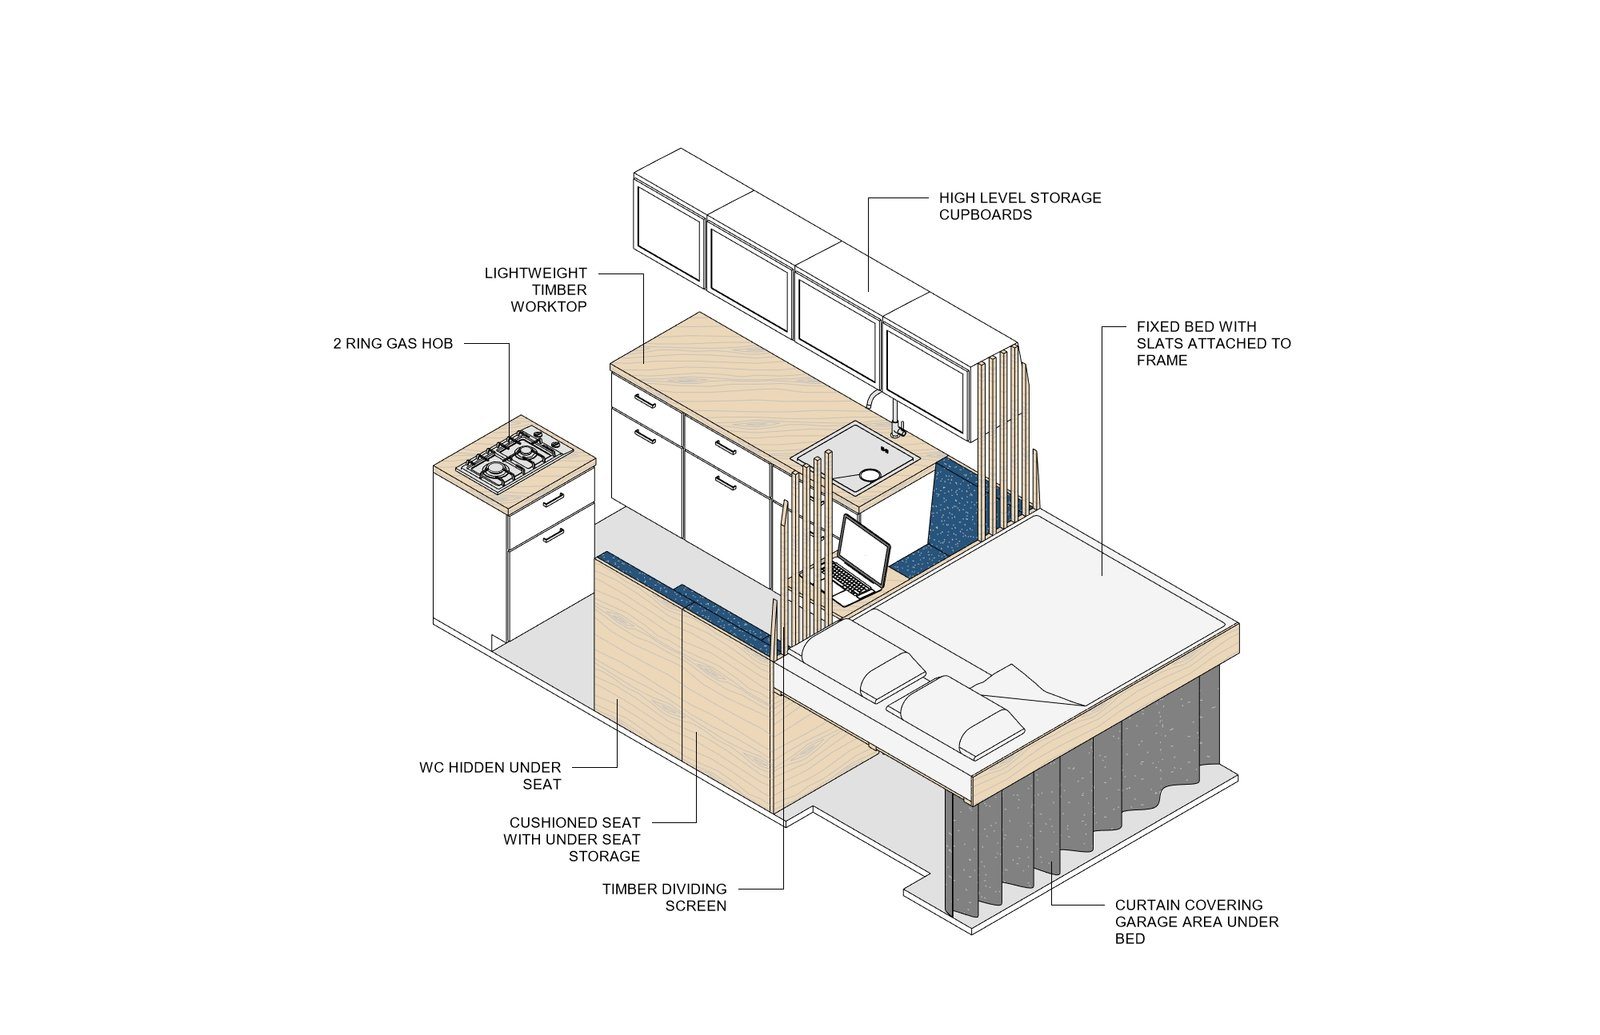 HIGH LEVEL STORAGE
CUPBOARDS
LIGHTWEIGHT
TIMBER
WORKTOP
2 RING GAS HOB
FIXED BED WITH
SLATS ATTACHED TO
FRAME
WC HIDDEN UNDER
SEAT
CUSHIONED SEAT
WITH UNDER SEAT
STORAGE
TIMBER DIVIDING
SCREEN
CURTAIN COVERING
GARAGE AREA UNDER
BED